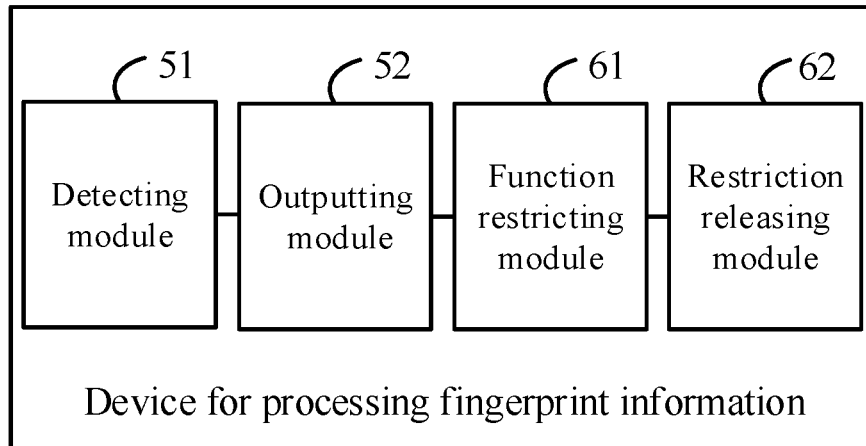 51
52
61
62
Detecting
module
Outputting
module
Function
restricting
module
Restriction
releasing
module
Device for processing fingerprint information